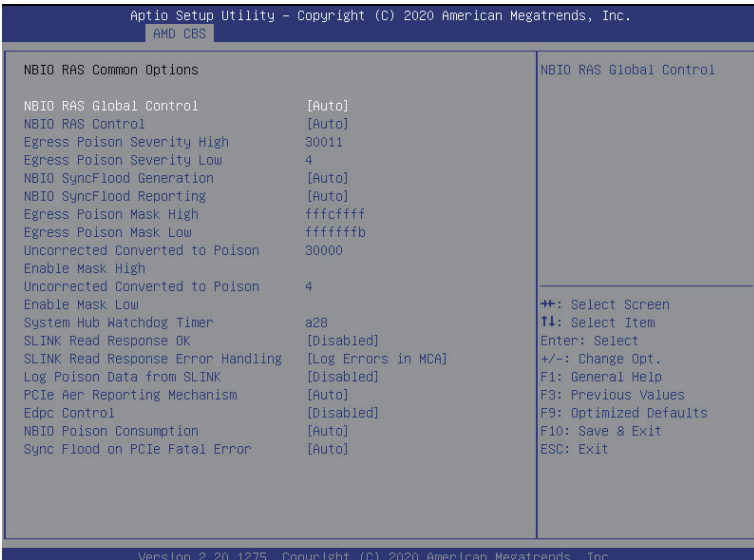 Aptio Setup Utility – Copyright (C) 2020 American Megatrends, Inc.
AMD CBS
NBIO RAS Common Options
NBIO RAS Global Control [Auto]
NBIO RAS Control [Auto]
Egress Poison Severity High 30011
Egress Poison Severity Low 4
NBIO SyncFlood Generation [Auto]
NBIO SyncFlood Reporting [Auto]
Egress Poison Mask High fffcffff
Egress Poison Mask Low fffffffb
Uncorrected Converted to Poison 30000
Enable Mask High
Uncorrected Converted to Poison 4
Enable Mask Low
System Hub Watchdog Timer a28
SLINK Read Response OK [Disabled]
SLINK Read Response Error Handling [Log Errors in MCA]
Log Poison Data from SLINK [Disabled]
PCIe Aer Reporting Mechanism [Auto]
Edpc Control [Disabled]
NBIO Poison Consumption [Auto]
Sync Flood on PCIe Fatal Error [Auto]
NBIO RAS Global Control
→←: Select Screen
↑↓: Select Item
Enter: Select
+/-: Change Opt.
F1: General Help
F3: Previous Values
F9: Optimized Defaults
F10: Save & Exit
ESC: Exit
Version 2.20.1275. Copyright (C) 2020 American Megatrends, Inc.